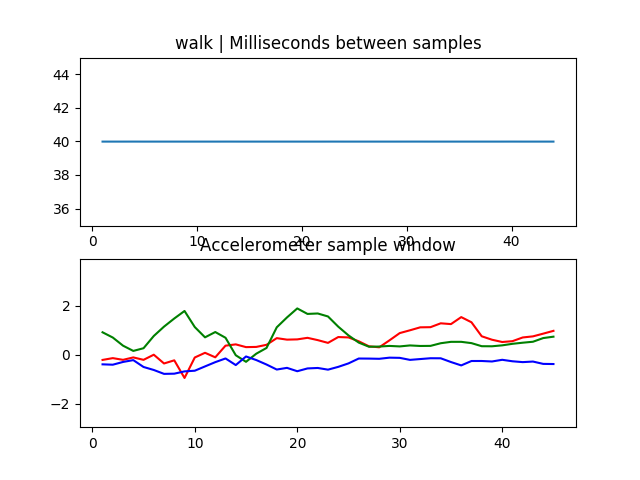 walk | Milliseconds between samples
44
42
40
38
36
0 10 20 30 40
Accelerometer sample window
2
0
−2
0 10 20 30 40